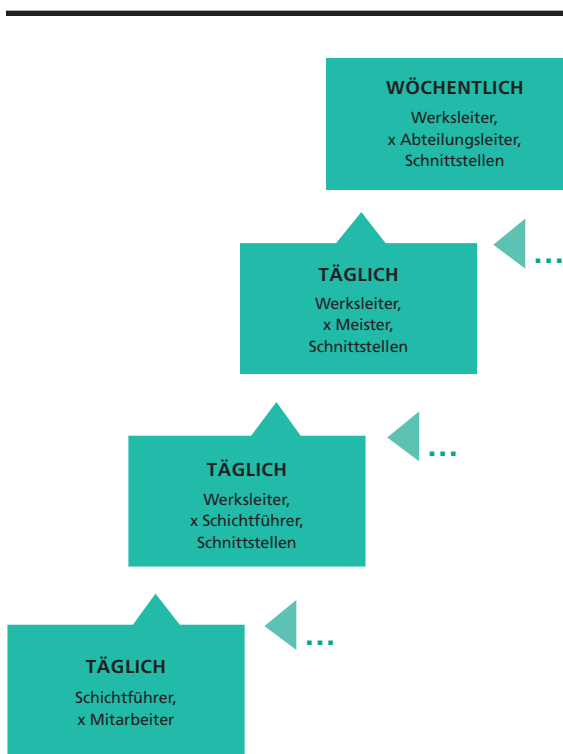 WÖCHENTLICH
Werksleiter,
x Abteilungsleiter,
Schnittstellen
...
TÄGLICH
Werksleiter,
x Meister,
Schnittstellen
...
TÄGLICH
Werksleiter,
x Schichtführer,
Schnittstellen
...
TÄGLICH
Schichtführer,
x Mitarbeiter